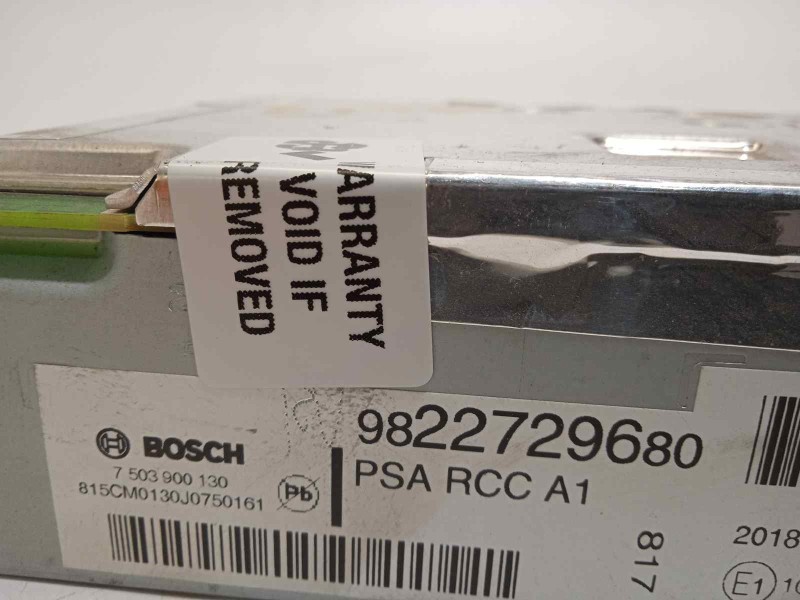 WARRANTY
VOID IF
REMOVED
BOSCH
7 503 900 130
815CM0130J0750161
Pb
9822729680
PSA RCC A1
817
2018
E1